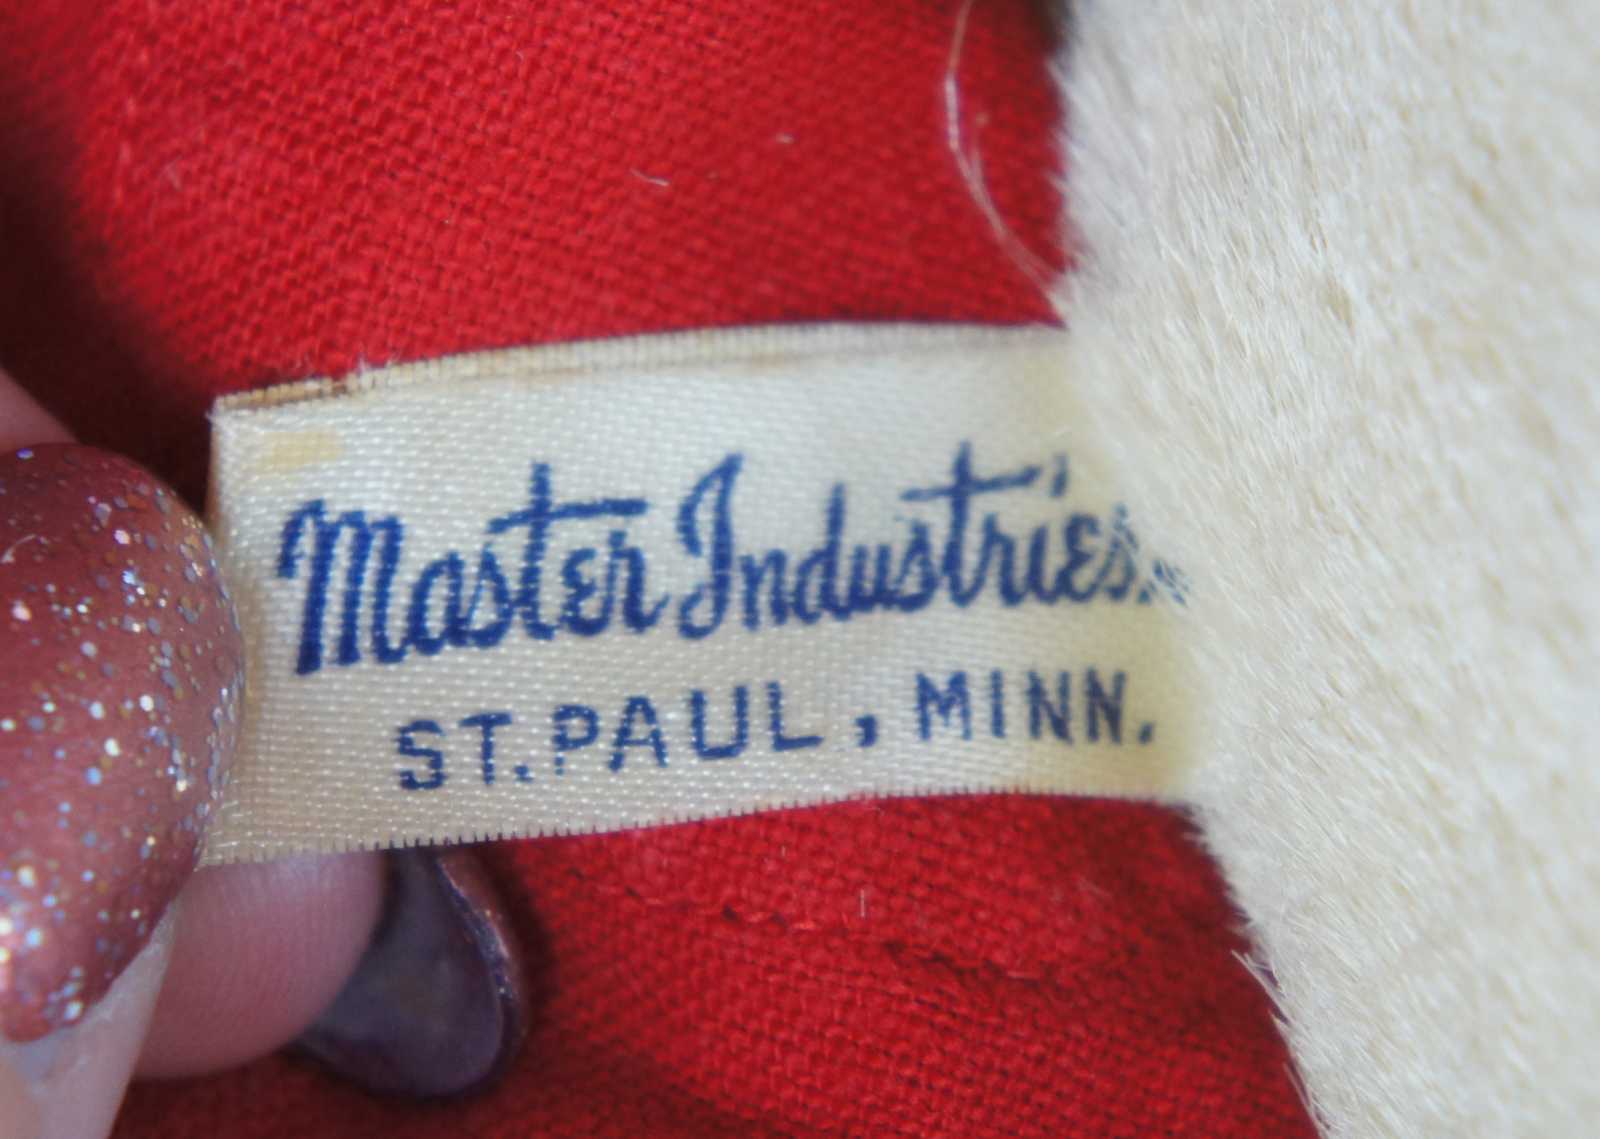 Master Industries
ST. PAUL, MINN.